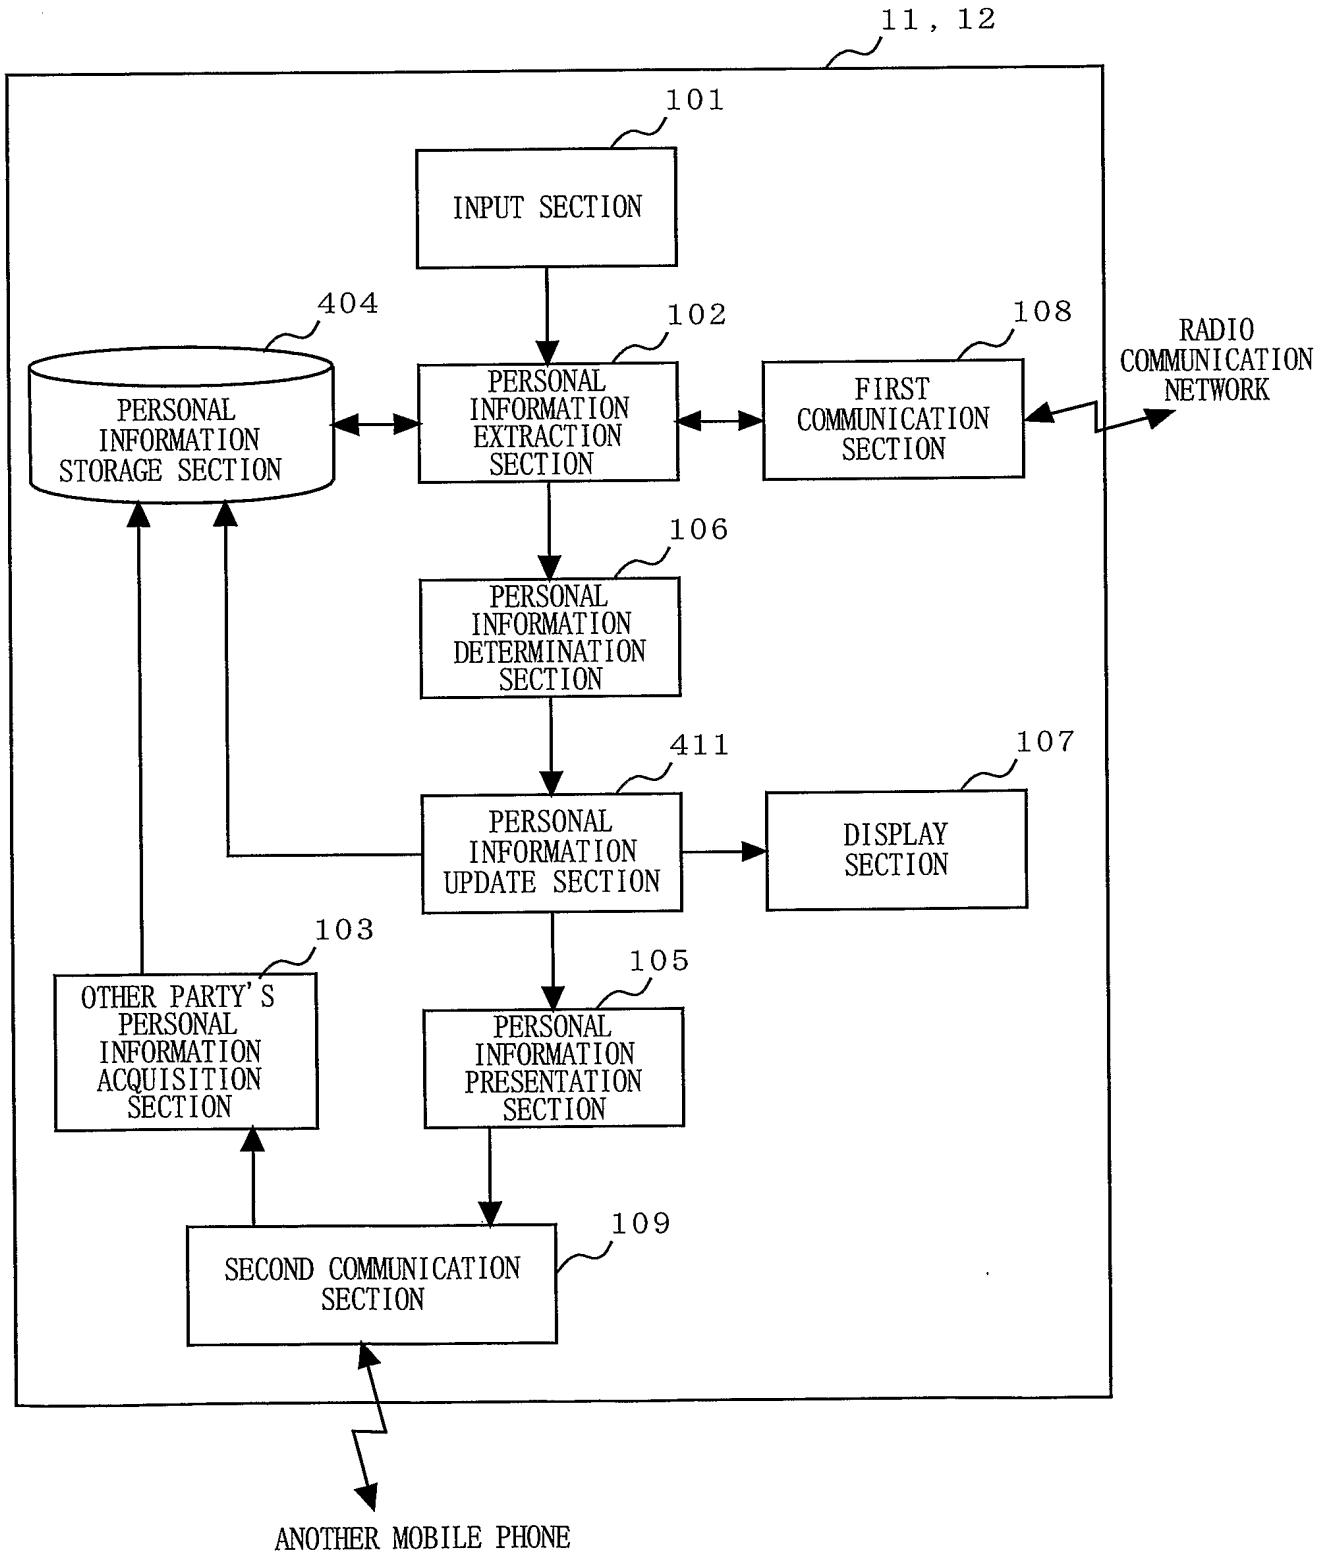 11, 12
101
INPUT SECTION
404
102
108
RADIO
COMMUNICATION
NETWORK
PERSONAL
INFORMATION
STORAGE SECTION
PERSONAL
INFORMATION
EXTRACTION
SECTION
FIRST
COMMUNICATION
SECTION
106
PERSONAL
INFORMATION
DETERMINATION
SECTION
411
107
PERSONAL
INFORMATION
UPDATE SECTION
DISPLAY
SECTION
103
105
OTHER PARTY'S
PERSONAL
INFORMATION
ACQUISITION
SECTION
PERSONAL
INFORMATION
PRESENTATION
SECTION
109
SECOND COMMUNICATION
SECTION
ANOTHER MOBILE PHONE